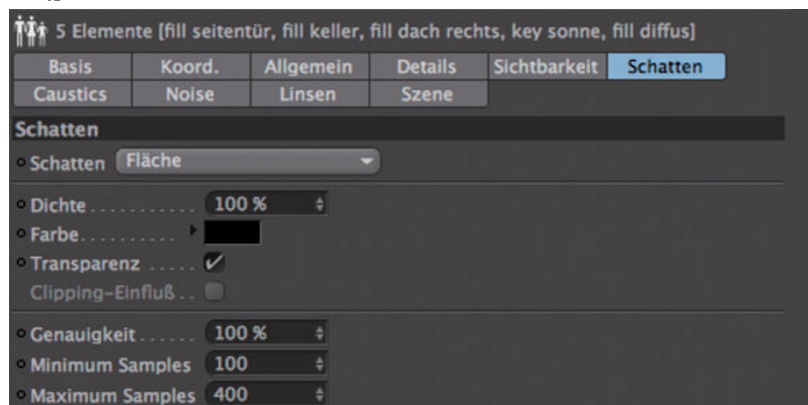 5 Elemente [fill seitentür, fill keller, fill dach rechts, key sonne, fill diffus]
Basis Koord. Allgemein Details Sichtbarkeit Schatten
Caustics Noise Linsen Szene
Schatten
Schatten Fläche
Dichte . . . . . . . . . . . 100 %
Farbe. . . . . . . . . .
Transparenz . . . . .
Clipping-Einfluß . .
Genauigkeit . . . . . . 100 %
Minimum Samples 100
Maximum Samples 400